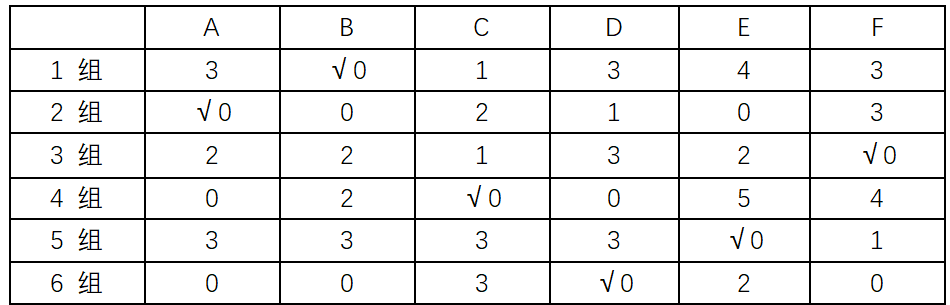 A B C D E F
1 组 3 √0 1 3 4 3
2 组 √0 0 2 1 0 3
3 组 2 2 1 3 2 √0
4 组 0 2 √0 0 5 4
5 组 3 3 3 3 √0 1
6 组 0 0 3 √0 2 0